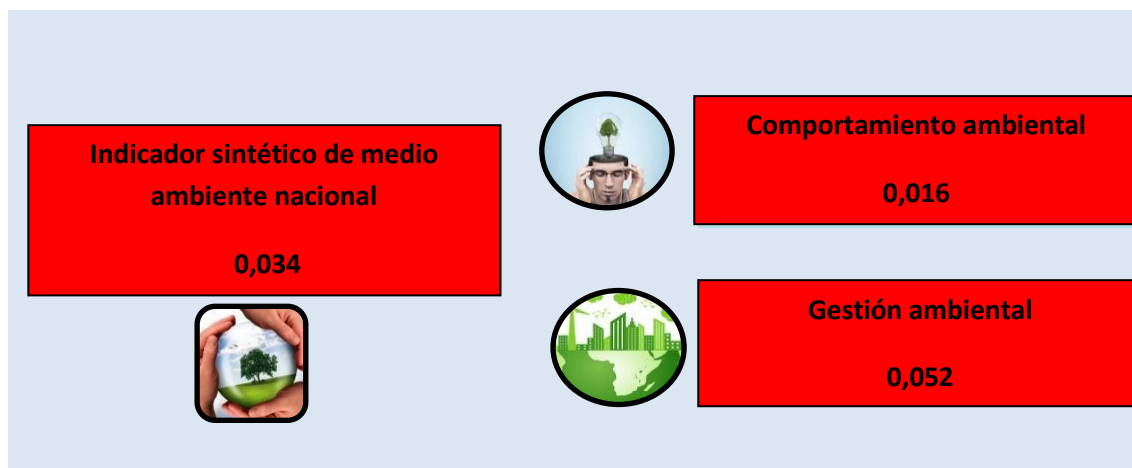 Indicador sintético de medio
ambiente nacional
0,034
Comportamiento ambiental
0,016
Gestión ambiental
0,052